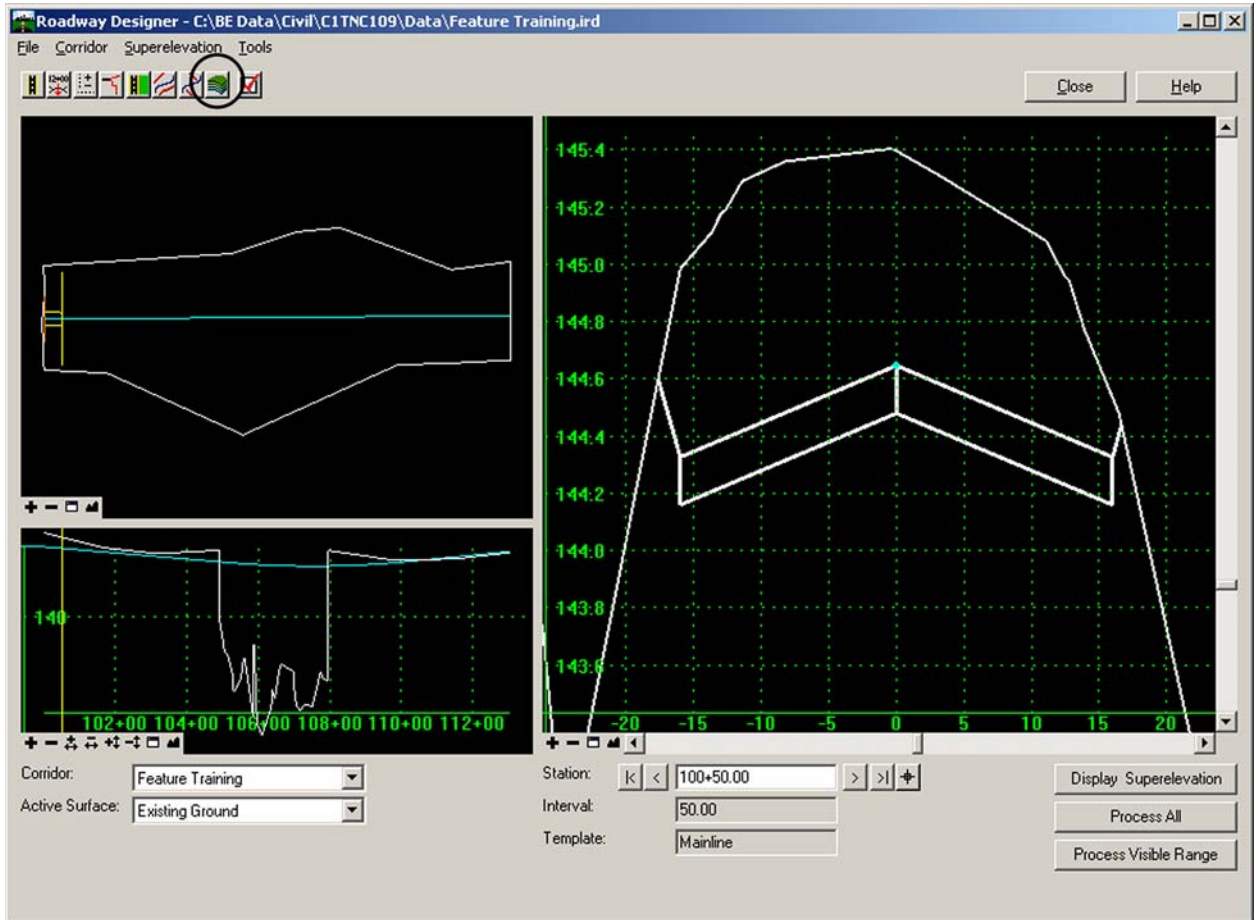 Roadway Designer - C:\BE Data\Civil\C1TNC109\Data\Feature Training.ird
File Corridor Superelevation Tools
12+00
Close Help
145.4
145.2
145.0
144.8
144.6
144.4
144.2
144.0
143.8
143.6
-20 -15 -10 -5 0 5 10 15 20
140
102+00 104+00 106+00 108+00 110+00 112+00
Corridor: Feature Training
Active Surface: Existing Ground
Station: 100+50.00
Interval: 50.00
Template: Mainline
Display Superelevation
Process All
Process Visible Range